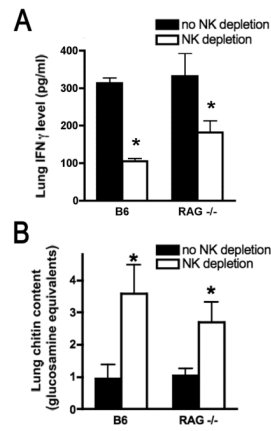 A
no NK depletion
NK depletion
Lung IFNγ level (pg/ml)
400
300
200
100
0
*
*
B6
RAG -/-
B
no NK depletion
NK depletion
Lung chitin content
(glucosamine equivalents)
4
3
2
1
0
*
*
B6
RAG -/-